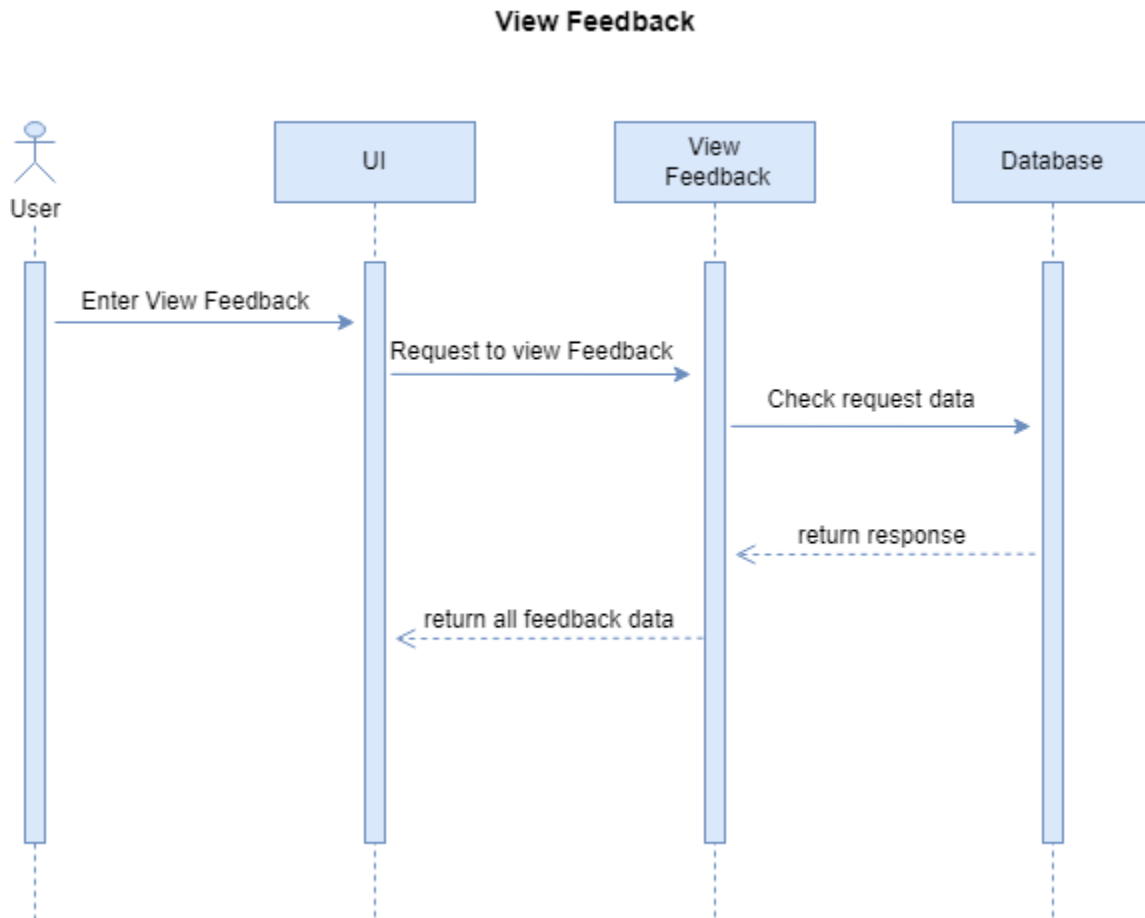 View Feedback
UI
View
Feedback
Database
User
Enter View Feedback
Request to view Feedback
Check request data
return response
return all feedback data